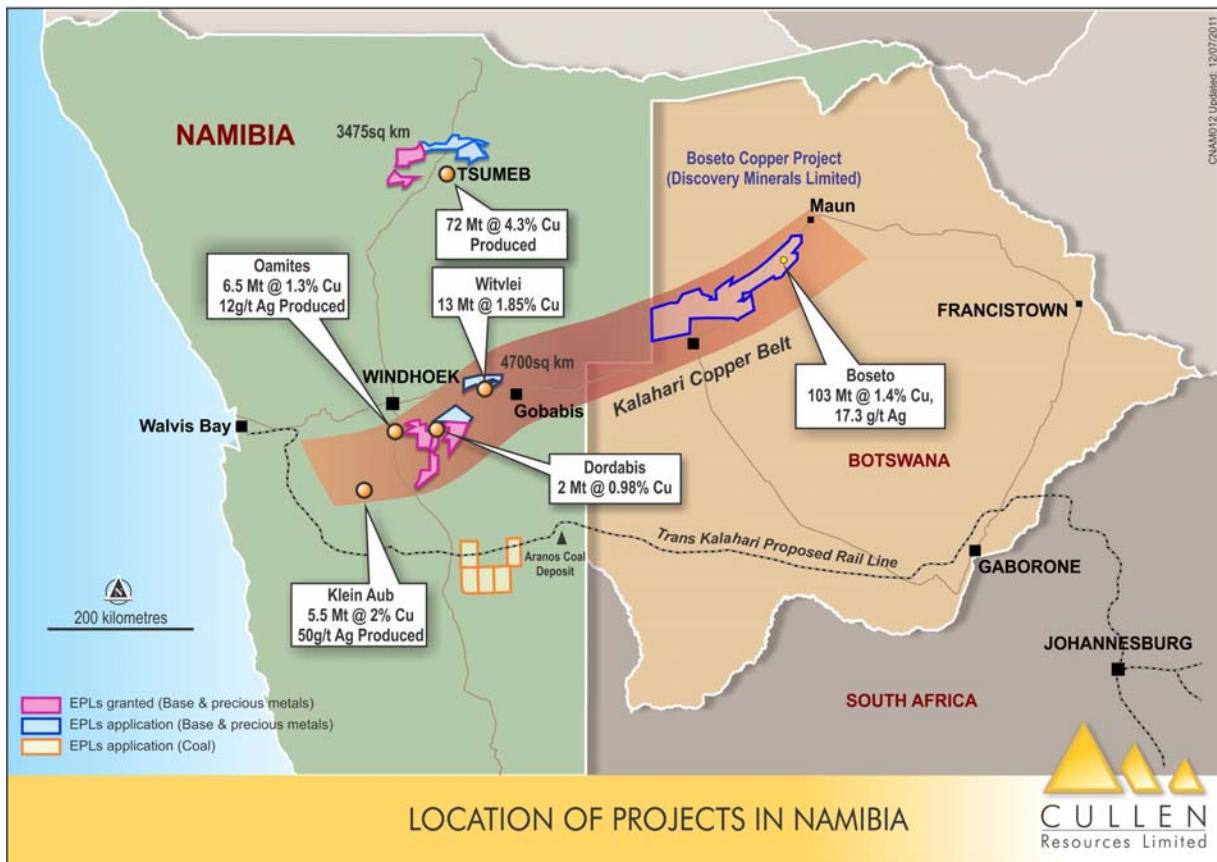 CNAM012 Updated: 12/07/2011
NAMIBIA
3475sq km
TSUMEB
72 Mt @ 4.3% Cu
Produced
Boseto Copper Project
(Discovery Minerals Limited)
Maun
Oamites
6.5 Mt @ 1.3% Cu
12g/t Ag Produced
Witvlei
13 Mt @ 1.85% Cu
FRANCISTOWN
4700sq km
WINDHOEK
Gobabis
Kalahari Copper Belt
Boseto
103 Mt @ 1.4% Cu,
17.3 g/t Ag
Walvis Bay
Dordabis
2 Mt @ 0.98% Cu
BOTSWANA
Aranos Coal
Deposit
Trans Kalahari Proposed Rail Line
GABORONE
Klein Aub
5.5 Mt @ 2% Cu
50g/t Ag Produced
200 kilometres
JOHANNESBURG
SOUTH AFRICA
EPLs granted (Base & precious metals)
EPLs application (Base & precious metals)
EPLs application (Coal)
LOCATION OF PROJECTS IN NAMIBIA
CULLEN
Resources Limited